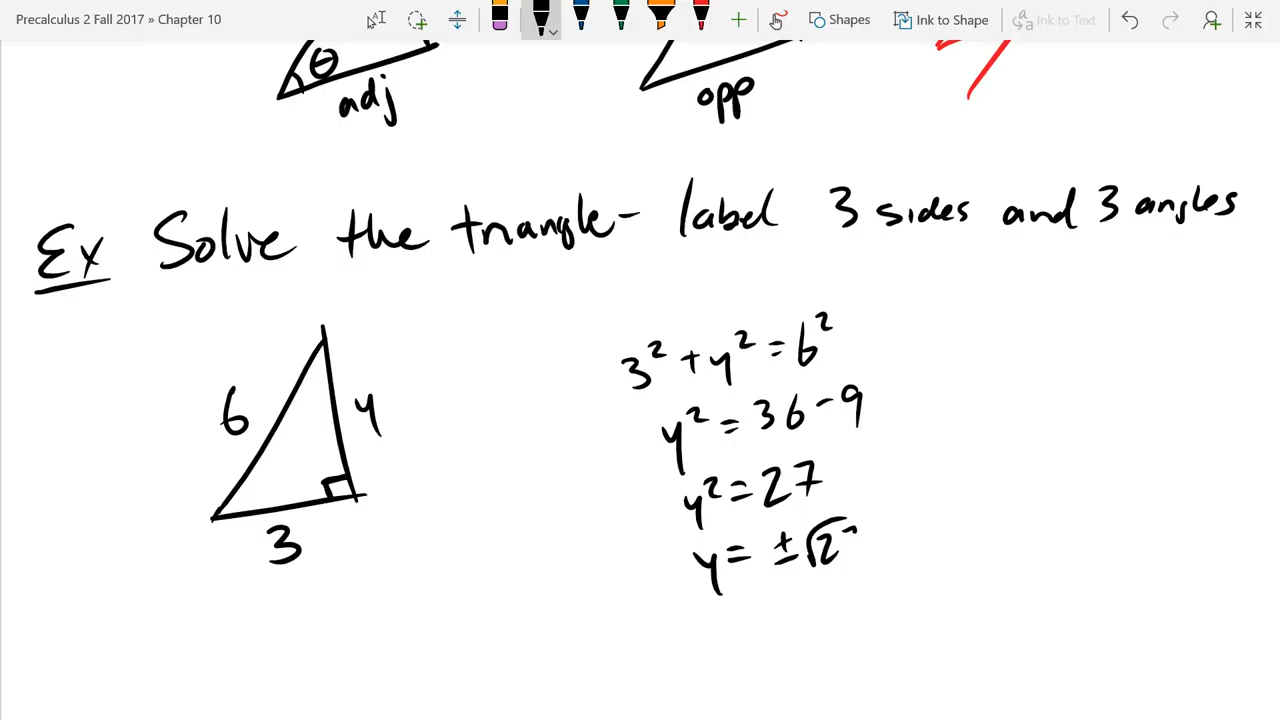 Precalculus 2 Fall 2017 » Chapter 10
Shapes
Ink to Shape
Ink to Text
θ
adj
opp
Ex Solve the triangle- label 3 sides and 3 angles
6
y
3
3² + y² = 6²
y² = 36 - 9
y² = 27
y = ±√2